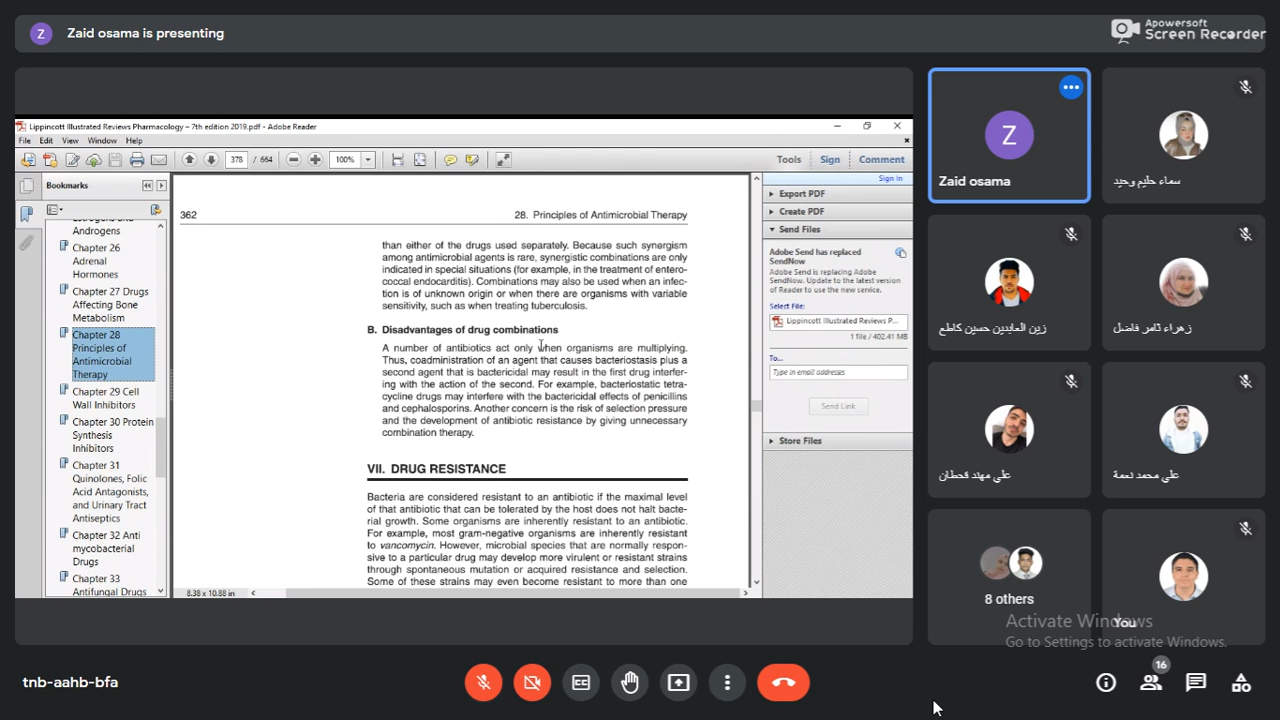 Zaid osama is presenting
Apowersoft
Screen Recorder
Lippincott Illustrated Reviews Pharmacology – 7th edition 2019.pdf - Adobe Reader
File Edit View Window Help
378 / 664 100% Tools Sign Comment
Bookmarks
Androgens
Chapter 26
Adrenal
Hormones
Chapter 27 Drugs
Affecting Bone
Metabolism
Chapter 28
Principles of
Antimicrobial
Therapy
Chapter 29 Cell
Wall Inhibitors
Chapter 30 Protein
Synthesis
Inhibitors
Chapter 31
Quinolones, Folic
Acid Antagonists,
and Urinary Tract
Antiseptics
Chapter 32 Anti
mycobacterial
Drugs
Chapter 33
Antifungal Drugs
362 28. Principles of Antimicrobial Therapy
than either of the drugs used separately. Because such synergism
among antimicrobial agents is rare, synergistic combinations are only
indicated in special situations (for example, in the treatment of entero-
coccal endocarditis). Combinations may also be used when an infec-
tion is of unknown origin or when there are organisms with variable
sensitivity, such as when treating tuberculosis.
B. Disadvantages of drug combinations
A number of antibiotics act only when organisms are multiplying.
Thus, coadministration of an agent that causes bacteriostasis plus a
second agent that is bactericidal may result in the first drug interfer-
ing with the action of the second. For example, bacteriostatic tetra-
cycline drugs may interfere with the bactericidal effects of penicillins
and cephalosporins. Another concern is the risk of selection pressure
and the development of antibiotic resistance by giving unnecessary
combination therapy.
VII. DRUG RESISTANCE
Bacteria are considered resistant to an antibiotic if the maximal level
of that antibiotic that can be tolerated by the host does not halt bacte-
rial growth. Some organisms are inherently resistant to an antibiotic.
For example, most gram-negative organisms are inherently resistant
to vancomycin. However, microbial species that are normally respon-
sive to a particular drug may develop more virulent or resistant strains
through spontaneous mutation or acquired resistance and selection.
Some of these strains may even become resistant to more than one
8.38 x 10.88 in
Sign In
Export PDF
Create PDF
Send Files
Adobe Send has replaced
SendNow
Adobe Send is replacing Adobe
SendNow. Update to the latest version
of Reader to use the new service.
Select File:
Lippincott Illustrated Reviews P...
1 file / 402.41 MB
To...
Type in email addresses
Send Link
Store Files
Z
Zaid osama
سماء حليم وحيد
زين العابدين حسين كاطع
زهراء ثامر فاضل
علي مهند قحطان
علي محمد نعمة
8 others
You
Activate Windows
Go to Settings to activate Windows.
tnb-aahb-bfa
16